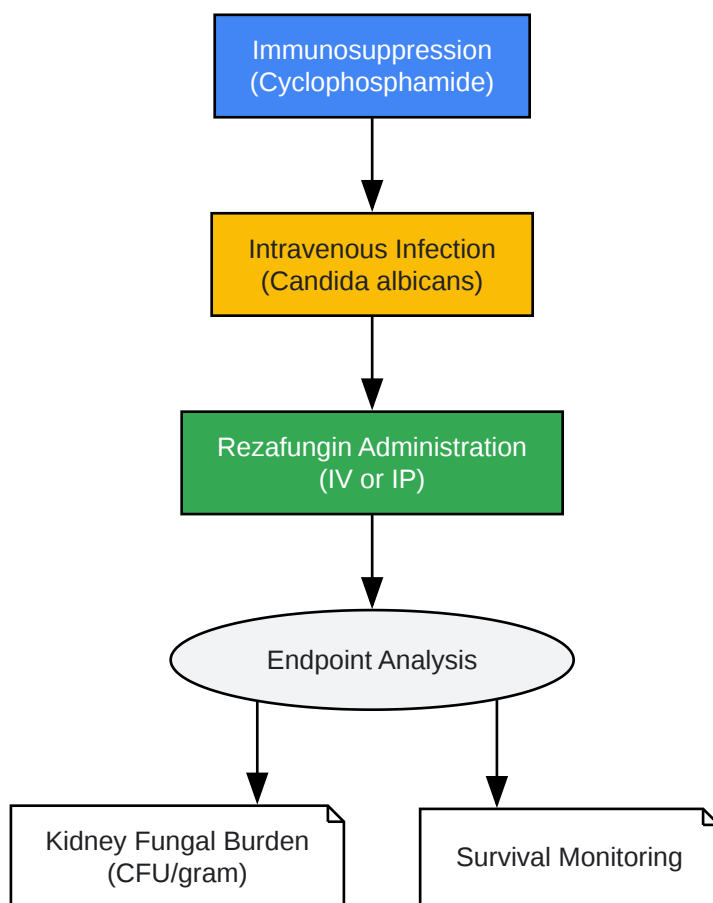 Immunosuppression
(Cyclophosphamide)
Intravenous Infection
(Candida albicans)
Rezafungin Administration
(IV or IP)
Endpoint Analysis
Kidney Fungal Burden
(CFU/gram)
Survival Monitoring